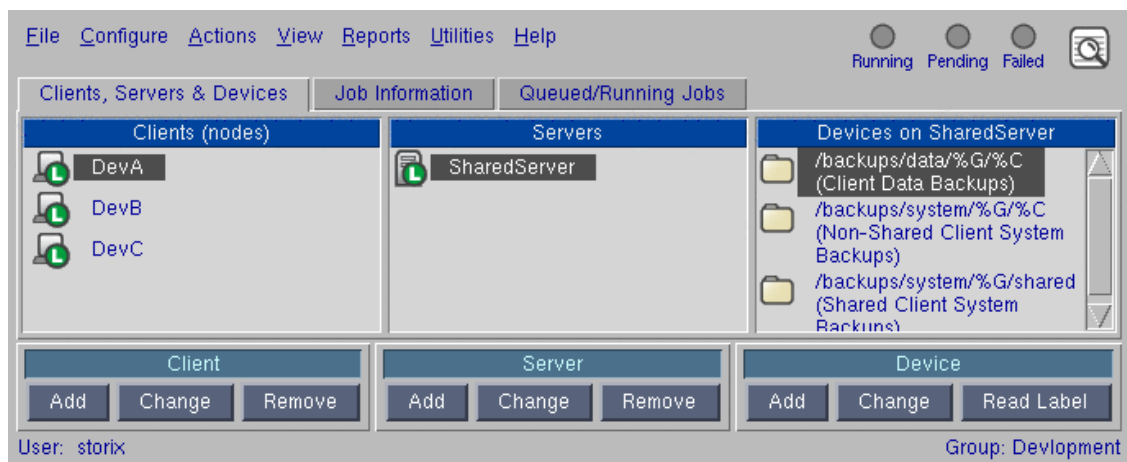 File Configure Actions View Reports Utilities Help
Running Pending Failed
Clients, Servers & Devices Job Information Queued/Running Jobs
Clients (nodes) Servers Devices on SharedServer
L DevA
L DevB
L DevC
L SharedServer
/backups/data/%G/%C
(Client Data Backups)
/backups/system/%G/%C
(Non-Shared Client System
Backups)
/backups/system/%G/shared
(Shared Client System
Backups)
Client Server Device
Add Change Remove Add Change Remove Add Change Read Label
User: storix Group: Devlopment